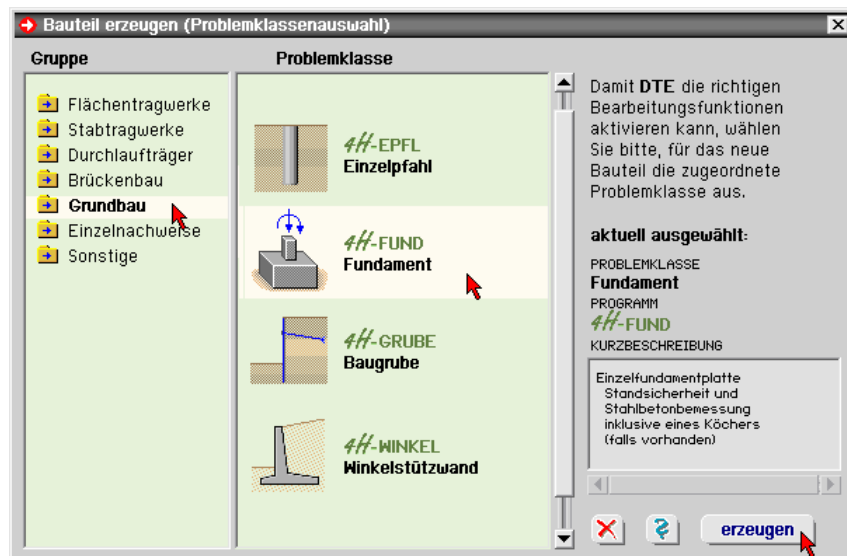 Bauteil erzeugen (Problemklassenauswahl)
Gruppe
Problemklasse
Flächentragwerke
Stabtragwerke
Durchlaufträger
Brückenbau
Grundbau
Einzelnachweise
Sonstige
4H-EPFL
Einzelpfahl
4H-FUND
Fundament
4H-GRUBE
Baugrube
4H-WINKEL
Winkelstützwand
Damit DTE die richtigen
Bearbeitungsfunktionen
aktivieren kann, wählen
Sie bitte, für das neue
Bauteil die zugeordnete
Problemklasse aus.
aktuell ausgewählt:
PROBLEMKLASSE
Fundament
PROGRAMM
4H-FUND
KURZBESCHREIBUNG
Einzelfundamentplatte
Standsicherheit und
Stahlbetonbemessung
inklusive eines Köchers
(falls vorhanden)
erzeugen